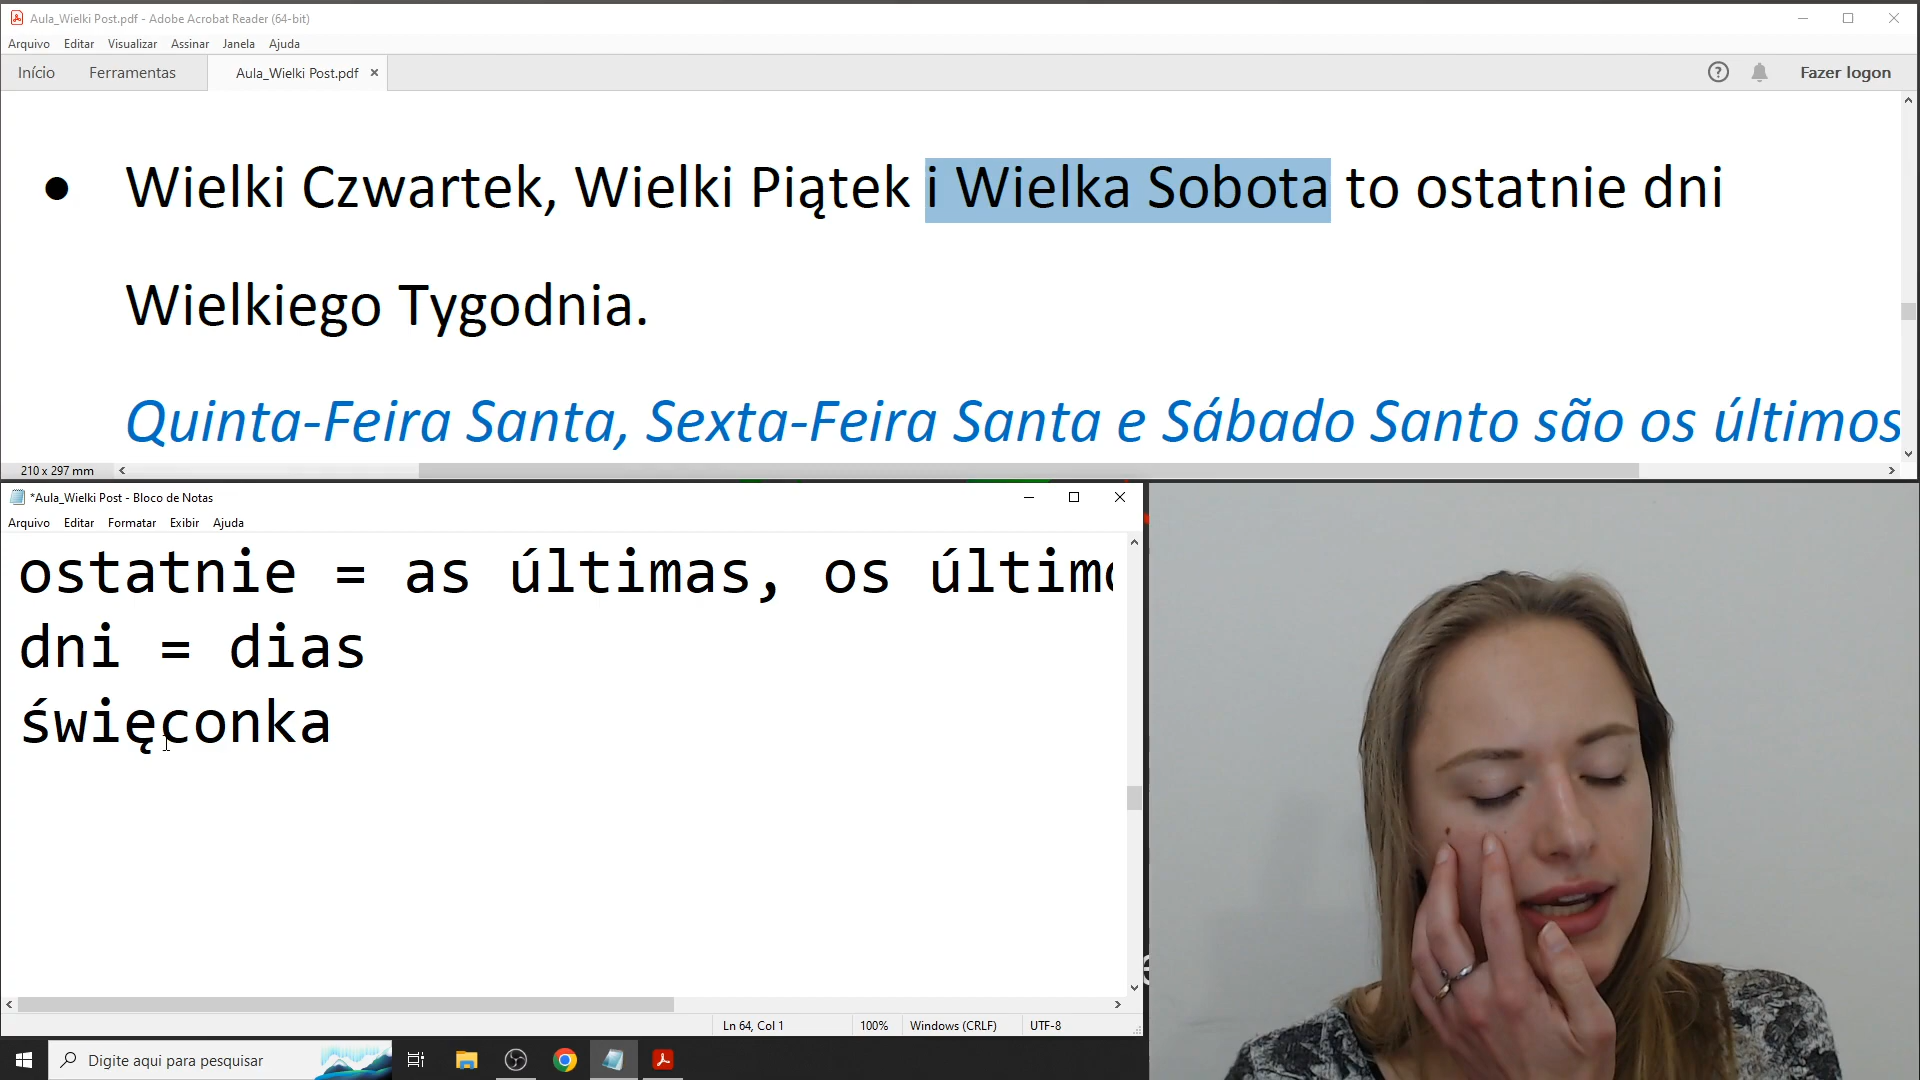 Aula_Wielki Post.pdf - Adobe Acrobat Reader (64-bit)
Arquivo Editar Visualizar Assinar Janela Ajuda
Início Ferramentas Aula_Wielki Post.pdf Fazer logon
● Wielki Czwartek, Wielki Piątek i Wielka Sobota to ostatnie dni
Wielkiego Tygodnia.
Quinta-Feira Santa, Sexta-Feira Santa e Sábado Santo são os últimos
210 x 297 mm
*Aula_Wielki Post - Bloco de Notas
Arquivo Editar Formatar Exibir Ajuda
ostatnie = as últimas, os
dni = dias
święconka
Ln 64, Col 1 100% Windows (CRLF) UTF-8
Digite aqui para pesquisar